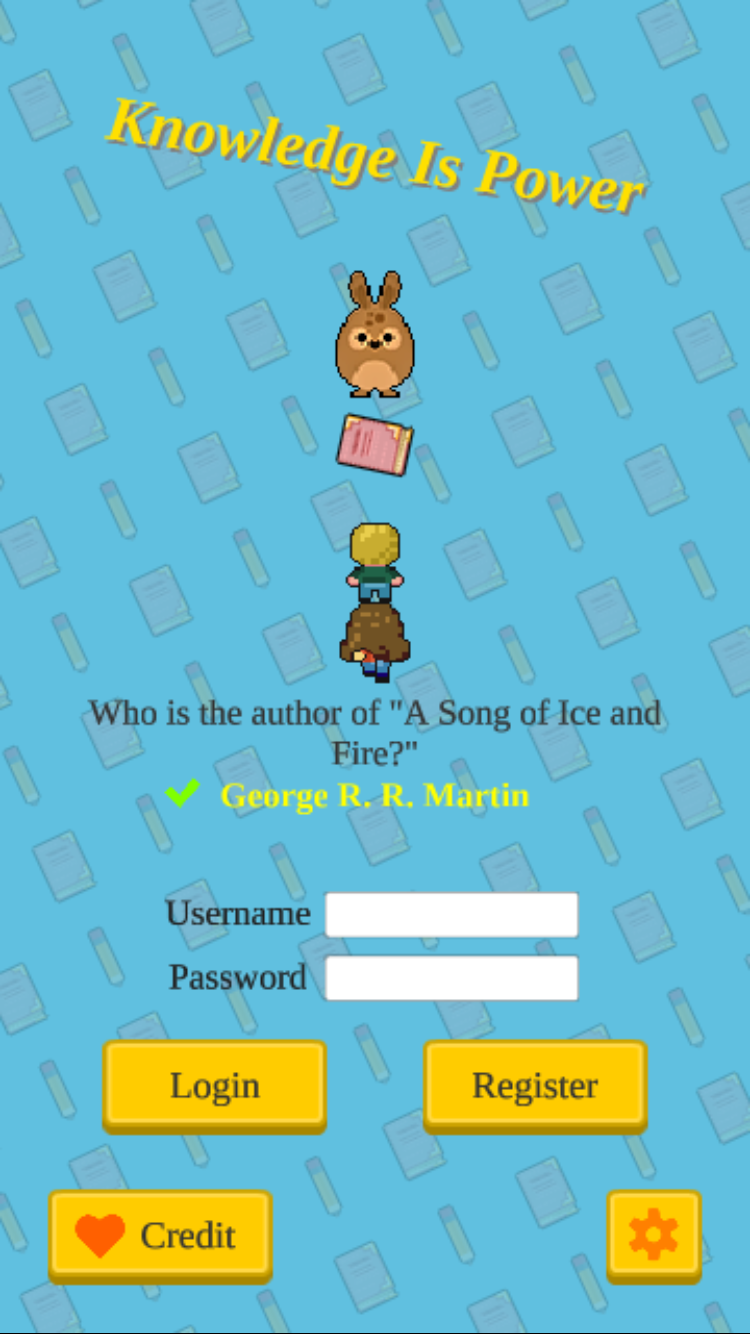 Knowledge Is Power
Who is the author of "A Song of Ice and
Fire?"
George R. R. Martin
Username
Password
Login
Register
Credit